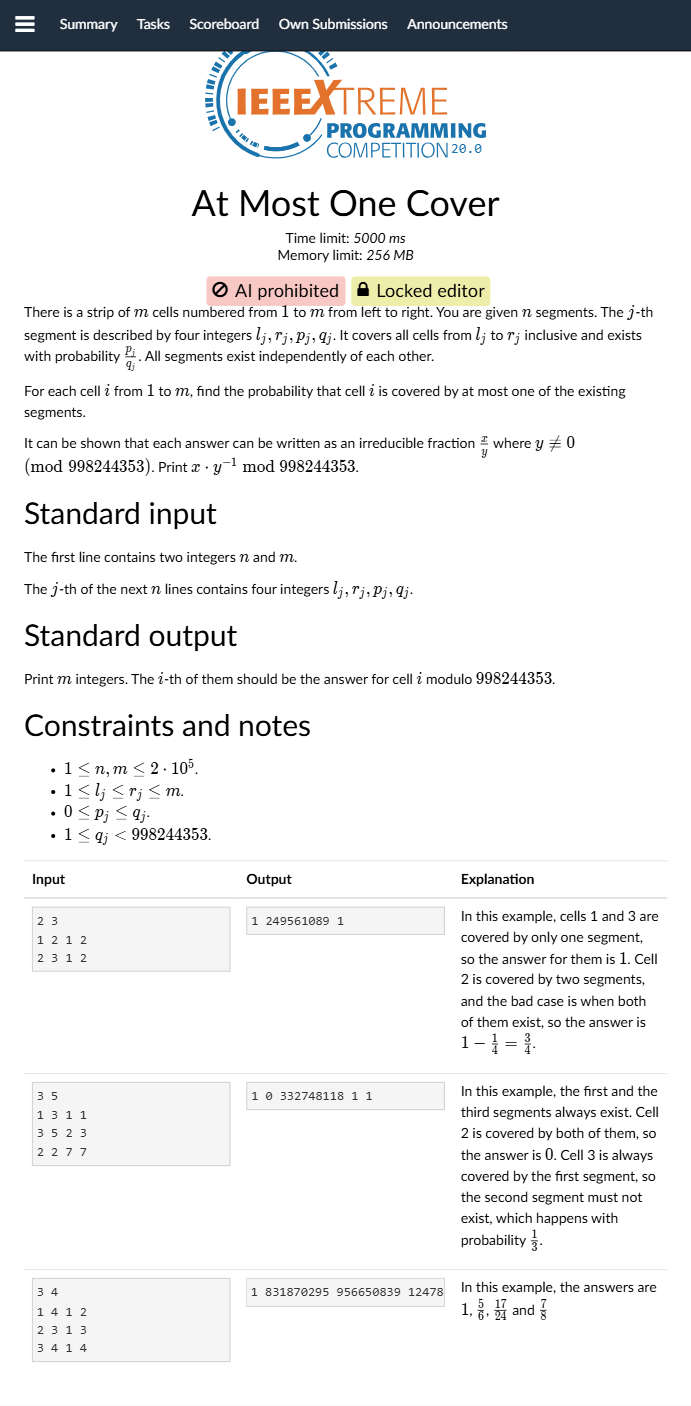 Summary Tasks Scoreboard Own Submissions Announcements
IEEEXTREME
PROGRAMMING
COMPETITION 20.0
At Most One Cover
Time limit: 5000 ms
Memory limit: 256 MB
AI prohibited Locked editor
There is a strip of m cells numbered from 1 to m from left to right. You are given n segments. The j-th
segment is described by four integers l_j, r_j, p_j, q_j. It covers all cells from l_j to r_j inclusive and exists
with probability p_j/q_j. All segments exist independently of each other.
For each cell i from 1 to m, find the probability that cell i is covered by at most one of the existing
segments.
It can be shown that each answer can be written as an irreducible fraction x/y where y ≢ 0
(mod 998244353). Print x · y^−1 mod 998244353.
Standard input
The first line contains two integers n and m.
The j-th of the next n lines contains four integers l_j, r_j, p_j, q_j.
Standard output
Print m integers. The i-th of them should be the answer for cell i modulo 998244353.
Constraints and notes
• 1 ≤ n, m ≤ 2 · 10^5.
• 1 ≤ l_j ≤ r_j ≤ m.
• 0 ≤ p_j ≤ q_j.
• 1 ≤ q_j < 998244353.
Input Output Explanation
2 3
1 2 1 2
2 3 1 2
1 249561089 1
In this example, cells 1 and 3 are
covered by only one segment,
so the answer for them is 1. Cell
2 is covered by two segments,
and the bad case is when both
of them exist, so the answer is
1 − 1/4 = 3/4.
3 5
1 3 1 1
3 5 2 3
2 2 7 7
1 0 332748118 1 1
In this example, the first and the
third segments always exist. Cell
2 is covered by both of them, so
the answer is 0. Cell 3 is always
covered by the first segment, so
the second segment must not
exist, which happens with
probability 1/3.
3 4
1 4 1 2
2 3 1 3
3 4 1 4
1 831870295 956650839 12478
In this example, the answers are
1, 5/6, 17/24 and 7/8